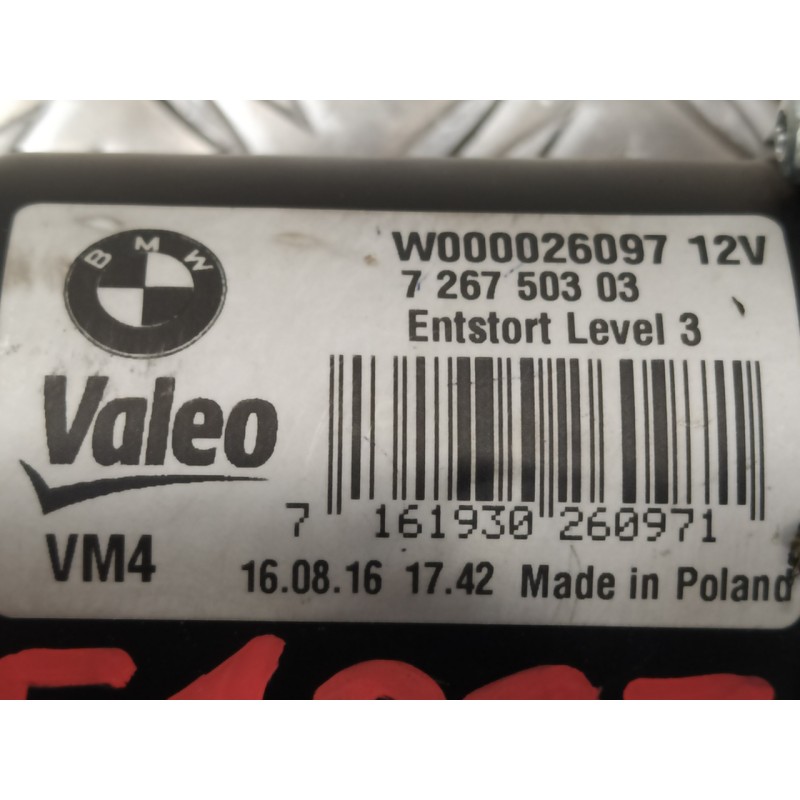 BMW
W000026097 12V
7 267 503 03
Entstort Level 3
Valeo
7 161930 260971
VM4
16.08.16 17.42 Made in Poland